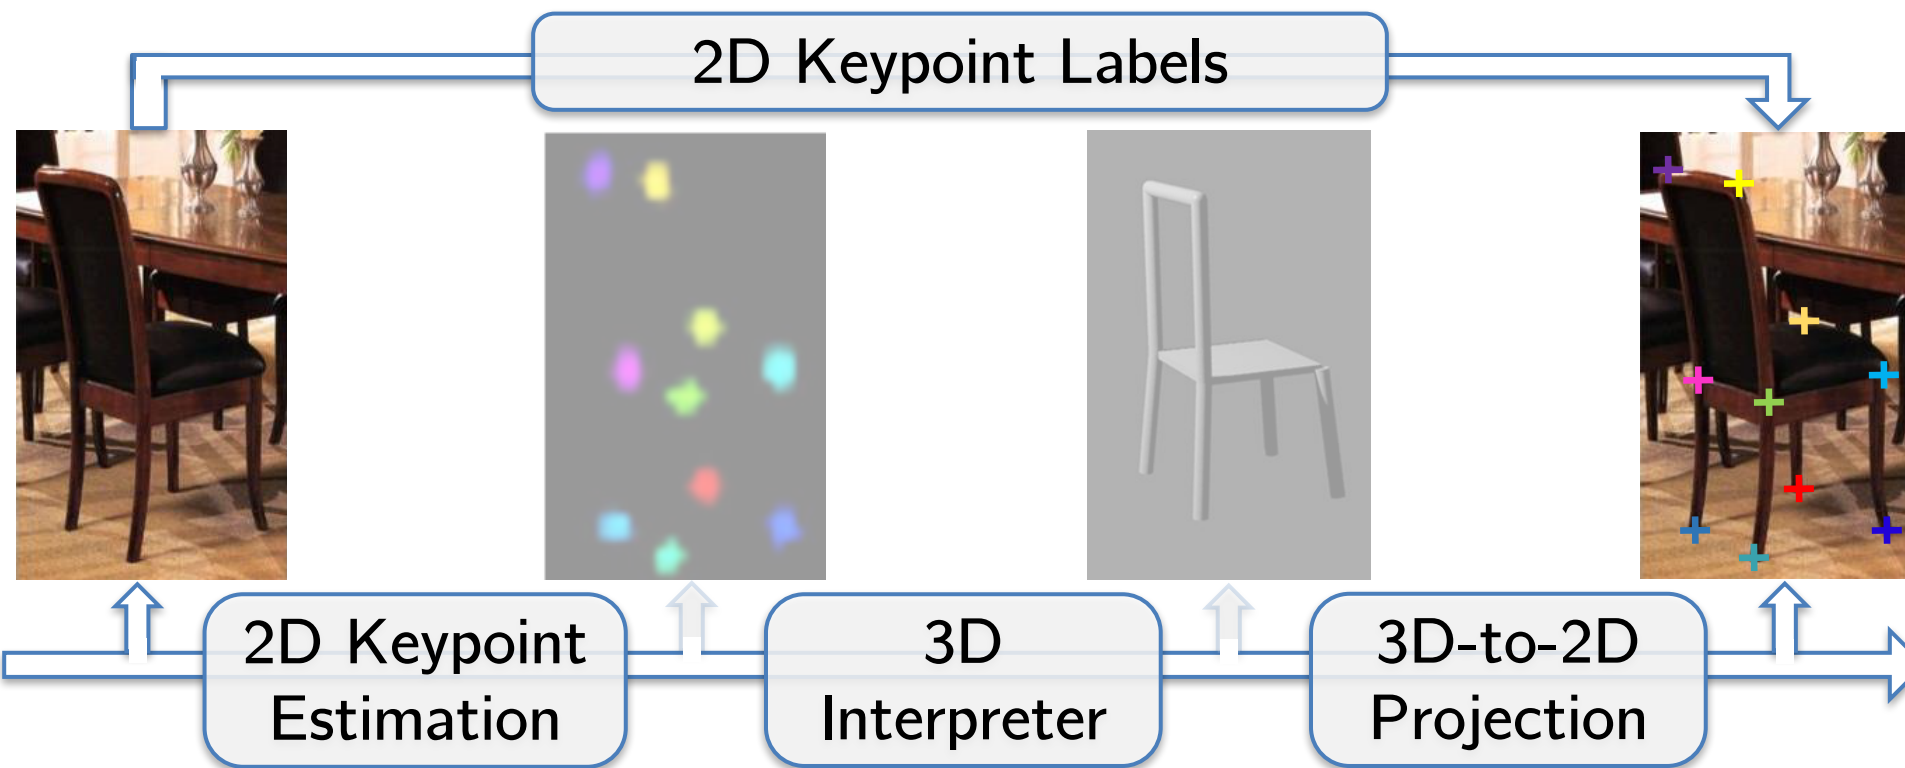 2D Keypoint Labels
2D Keypoint
Estimation
3D
Interpreter
3D-to-2D
Projection